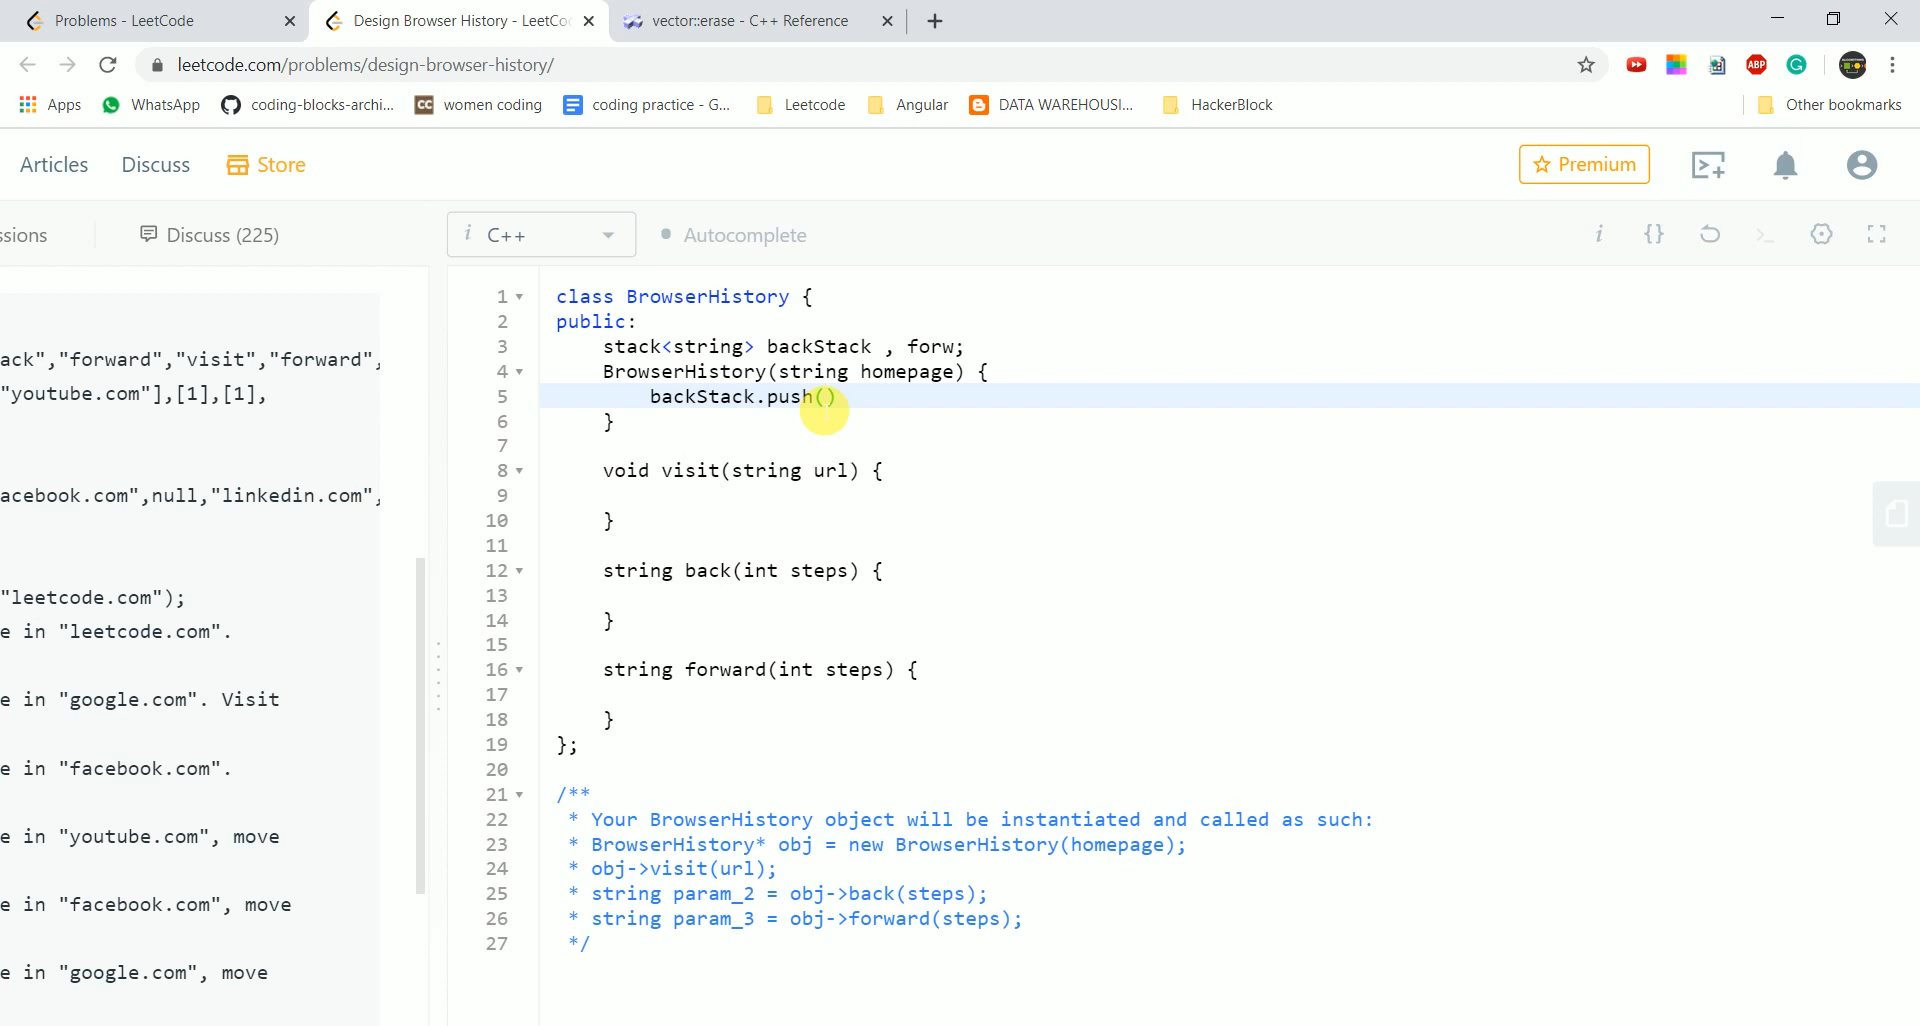 Problems - LeetCode
Design Browser History - LeetCo
vector::erase - C++ Reference
leetcode.com/problems/design-browser-history/
ABP
Apps
WhatsApp
coding-blocks-archi...
CC women coding
coding practice - G...
Leetcode
Angular
DATA WAREHOUSI...
HackerBlock
Other bookmarks
Articles
Discuss
Store
Premium
ssions
Discuss (225)
i C++
Autocomplete
i {}
ack","forward","visit","forward",
"youtube.com"],[1],[1],
acebook.com",null,"linkedin.com",
"leetcode.com");
e in "leetcode.com".
e in "google.com". Visit
e in "facebook.com".
e in "youtube.com", move
e in "facebook.com", move
e in "google.com", move
1 class BrowserHistory {
2 public:
3 stack<string> backStack , forw;
4 BrowserHistory(string homepage) {
5 backStack.push()
6 }
7
8 void visit(string url) {
9
10 }
11
12 string back(int steps) {
13
14 }
15
16 string forward(int steps) {
17
18 }
19 };
20
21 /**
22 * Your BrowserHistory object will be instantiated and called as such:
23 * BrowserHistory* obj = new BrowserHistory(homepage);
24 * obj->visit(url);
25 * string param_2 = obj->back(steps);
26 * string param_3 = obj->forward(steps);
27 */